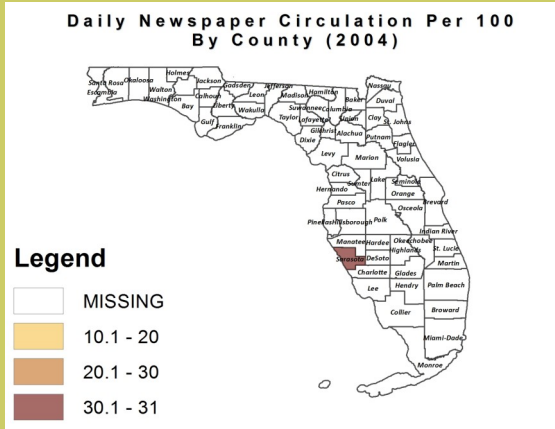 Daily Newspaper Circulation Per 100
By County (2004)
Holmes
Santa Rosa Okaloosa Jackson
Escambia Walton Gadsden Jefferson
Washington Calhoun Leon Madison Hamilton Nassau
Bay Liberty Wakulla Suwannee Columbia Baker Duval
Gulf Franklin Taylor Lafayette Union Clay St. Johns
Gilchrist Alachua Putnam
Dixie Flagler
Levy Marion Volusia
Citrus
Hernando Sumter Lake Seminole
Orange
Pasco Osceola Brevard
Pinellas Hillsborough Polk
Indian River
Manatee Hardee Okeechobee
Highlands St. Lucie
Sarasota DeSoto Martin
Charlotte Glades
Lee Hendry Palm Beach
Collier Broward
Miami-Dade
Monroe
Legend
MISSING
10.1 - 20
20.1 - 30
30.1 - 31